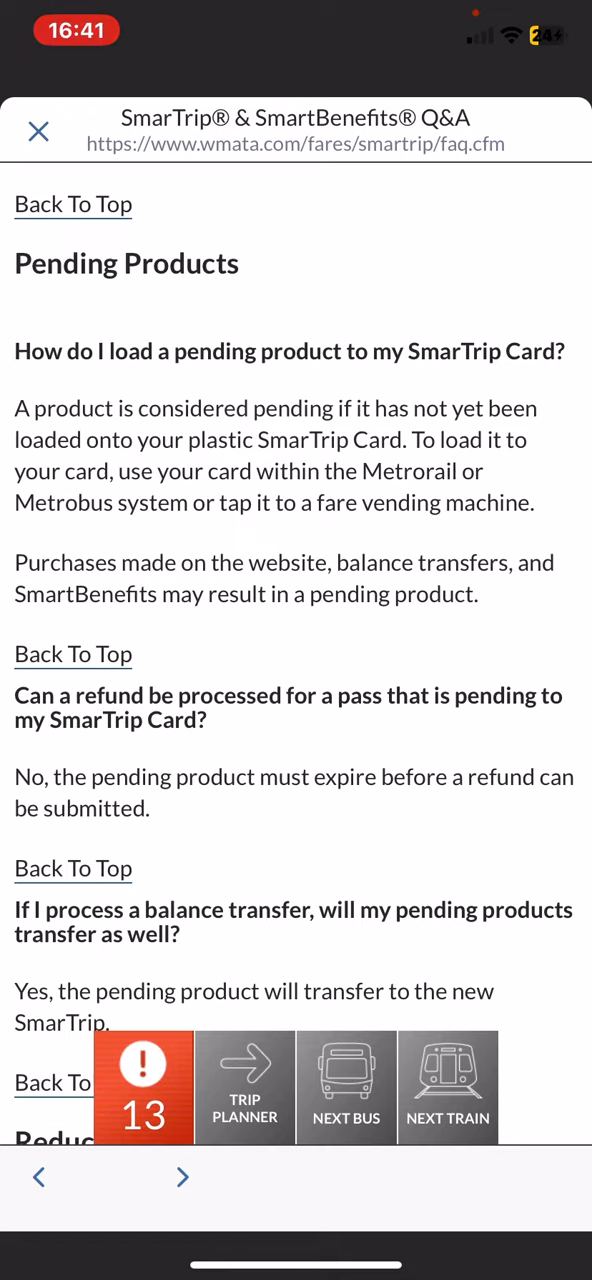 16:41
24
SmarTrip® & SmartBenefits® Q&A
https://www.wmata.com/fares/smartrip/faq.cfm
Back To Top
Pending Products
How do I load a pending product to my SmarTrip Card?
A product is considered pending if it has not yet been
loaded onto your plastic SmarTrip Card. To load it to
your card, use your card within the Metrorail or
Metrobus system or tap it to a fare vending machine.
Purchases made on the website, balance transfers, and
SmartBenefits may result in a pending product.
Back To Top
Can a refund be processed for a pass that is pending to
my SmarTrip Card?
No, the pending product must expire before a refund can
be submitted.
Back To Top
If I process a balance transfer, will my pending products
transfer as well?
Yes, the pending product will transfer to the new
SmarTrip.
Back To
Reduc
!
13
TRIP
PLANNER
NEXT BUS
NEXT TRAIN